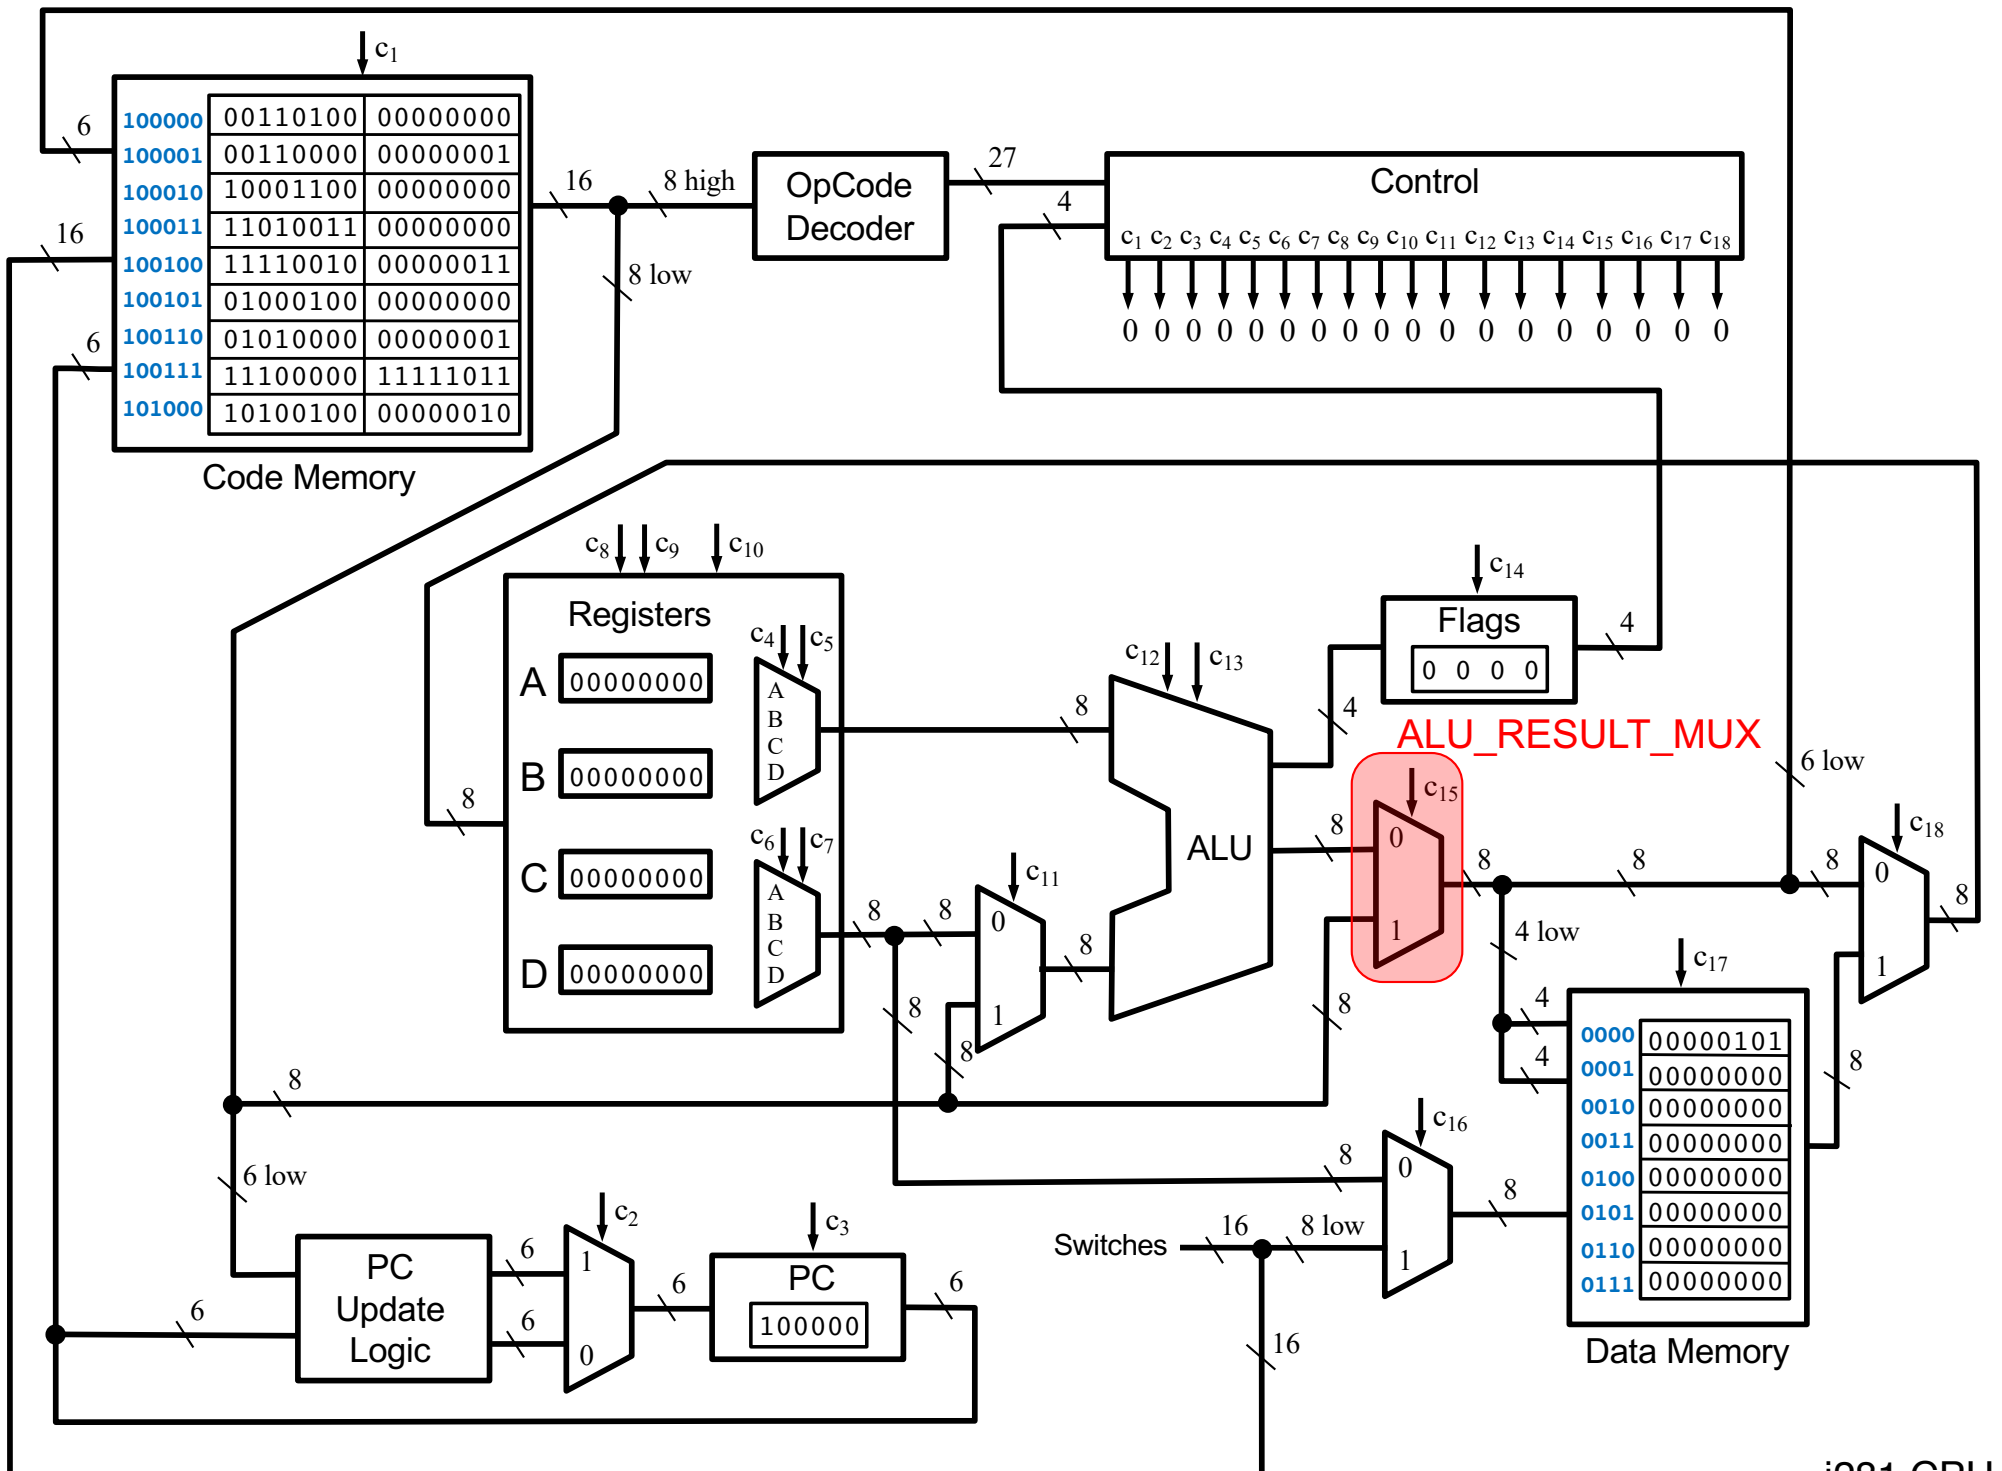 c1
100000 00110100 00000000
100001 00110000 00000001
100010 10001100 00000000
100011 11010011 00000000
100100 11110010 00000011
100101 01000100 00000000
100110 01010000 00000001
100111 11100000 11111011
101000 10100100 00000010
Code Memory
6
16
6
16
8 high
8 low
OpCode
Decoder
27
4
Control
c1 c2 c3 c4 c5 c6 c7 c8 c9 c10 c11 c12 c13 c14 c15 c16 c17 c18
0 0 0 0 0 0 0 0 0 0 0 0 0 0 0 0 0 0
c8 c9 c10
Registers
A 00000000
B 00000000
C 00000000
D 00000000
8
c4 c5
A
B
C
D
c6 c7
A
B
C
D
8
8
8
8
c11
0
1
8
8
8
c12 c13
ALU
c14
Flags
0 0 0 0
4
4
ALU_RESULT_MUX
c15
0
1
8
8
8
8
8
6 low
4 low
c18
0
1
8
c17
4
4
0000 00000101
0001 00000000
0010 00000000
0011 00000000
0100 00000000
0101 00000000
0110 00000000
0111 00000000
Data Memory
8
c16
0
1
8
8
Switches
16
8 low
16
6 low
PC
Update
Logic
6
6
6
c2
1
0
6
c3
PC
100000
6